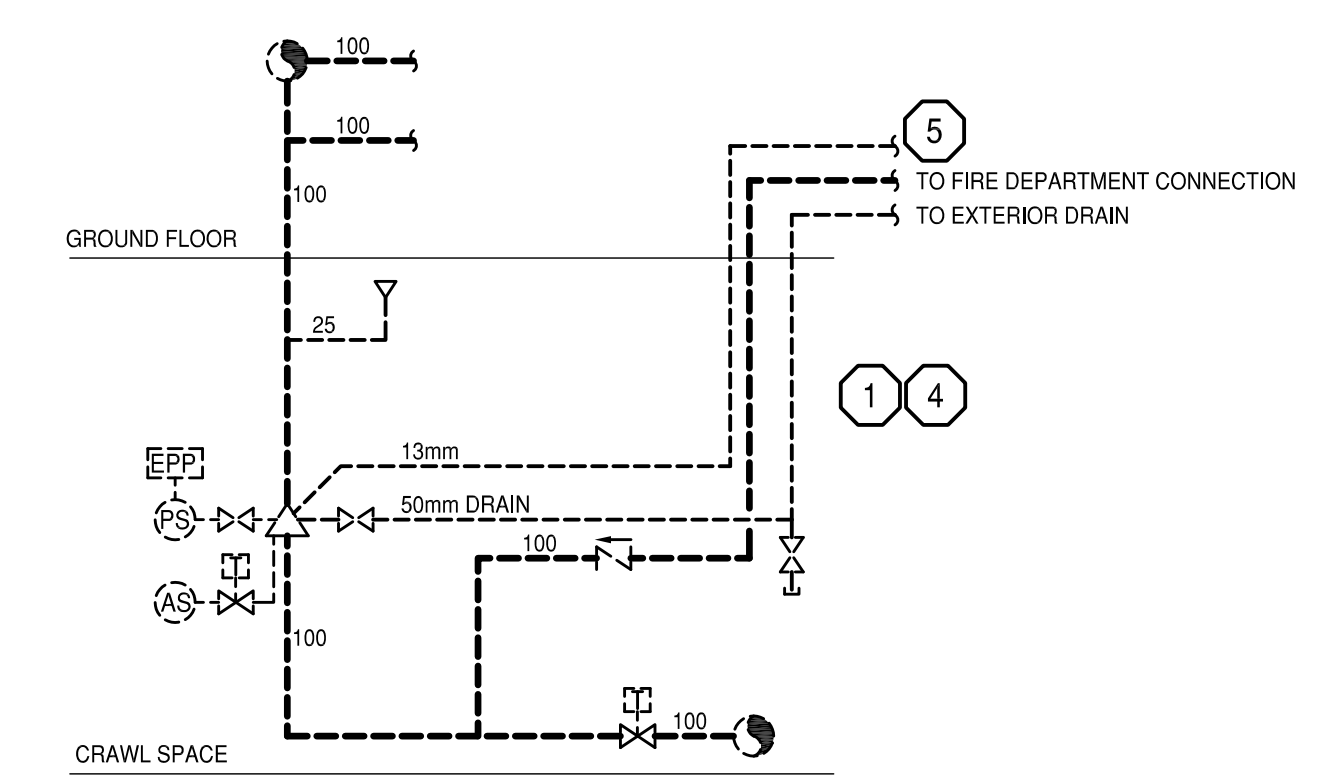 100
100
5
TO FIRE DEPARTMENT CONNECTION
100
TO EXTERIOR DRAIN
GROUND FLOOR
25
1 4
13mm
EPP
50mm DRAIN
PS
100
T
AS
100
T
100
CRAWL SPACE